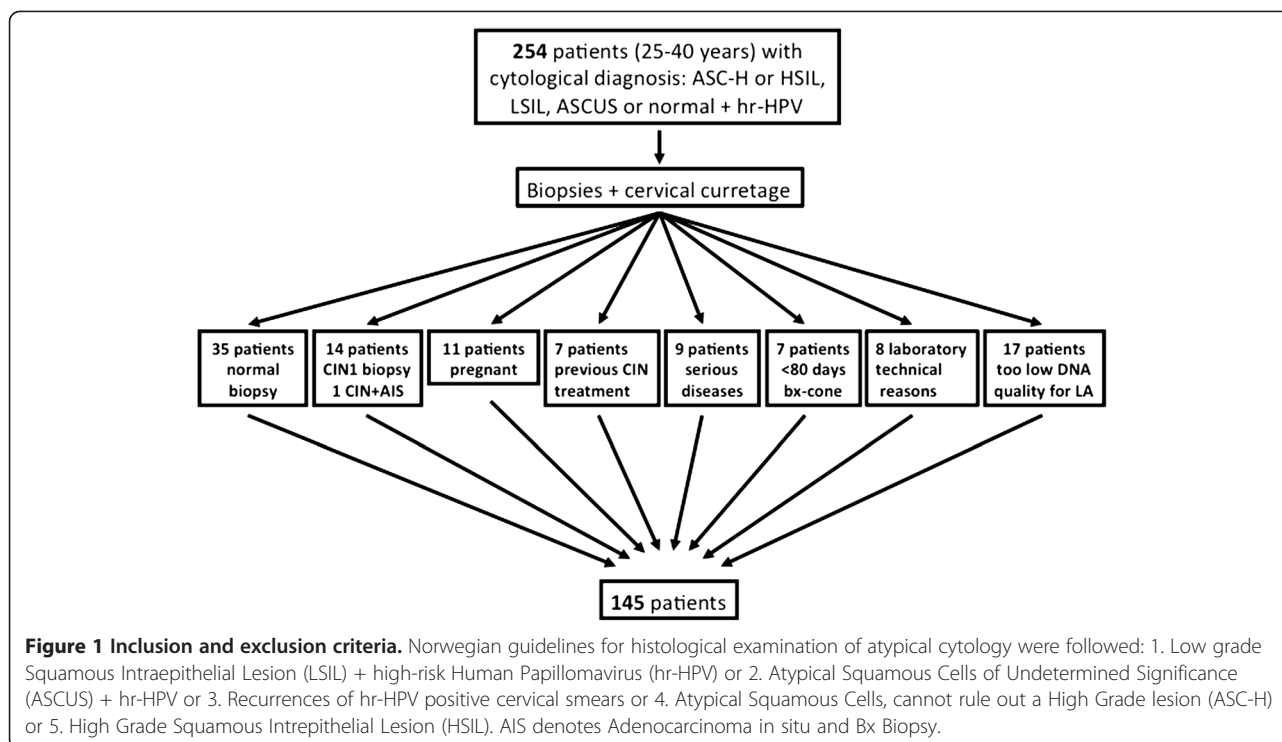 254 patients (25-40 years) with
cytological diagnosis: ASC-H or HSIL,
LSIL, ASCUS or normal + hr-HPV
Biopsies + cervical curretage
35 patients
normal
biopsy
14 patients
CIN1 biopsy
1 CIN+AIS
11 patients
pregnant
7 patients
previous CIN
treatment
9 patients
serious
diseases
7 patients
<80 days
bx-cone
8 laboratory
technical
reasons
17 patients
too low DNA
quality for LA
145 patients
Figure 1 Inclusion and exclusion criteria. Norwegian guidelines for histological examination of atypical cytology were followed: 1. Low grade
Squamous Intraepithelial Lesion (LSIL) + high-risk Human Papillomavirus (hr-HPV) or 2. Atypical Squamous Cells of Undetermined Significance
(ASCUS) + hr-HPV or 3. Recurrences of hr-HPV positive cervical smears or 4. Atypical Squamous Cells, cannot rule out a High Grade lesion (ASC-H)
or 5. High Grade Squamous Intrepithelial Lesion (HSIL). AIS denotes Adenocarcinoma in situ and Bx Biopsy.